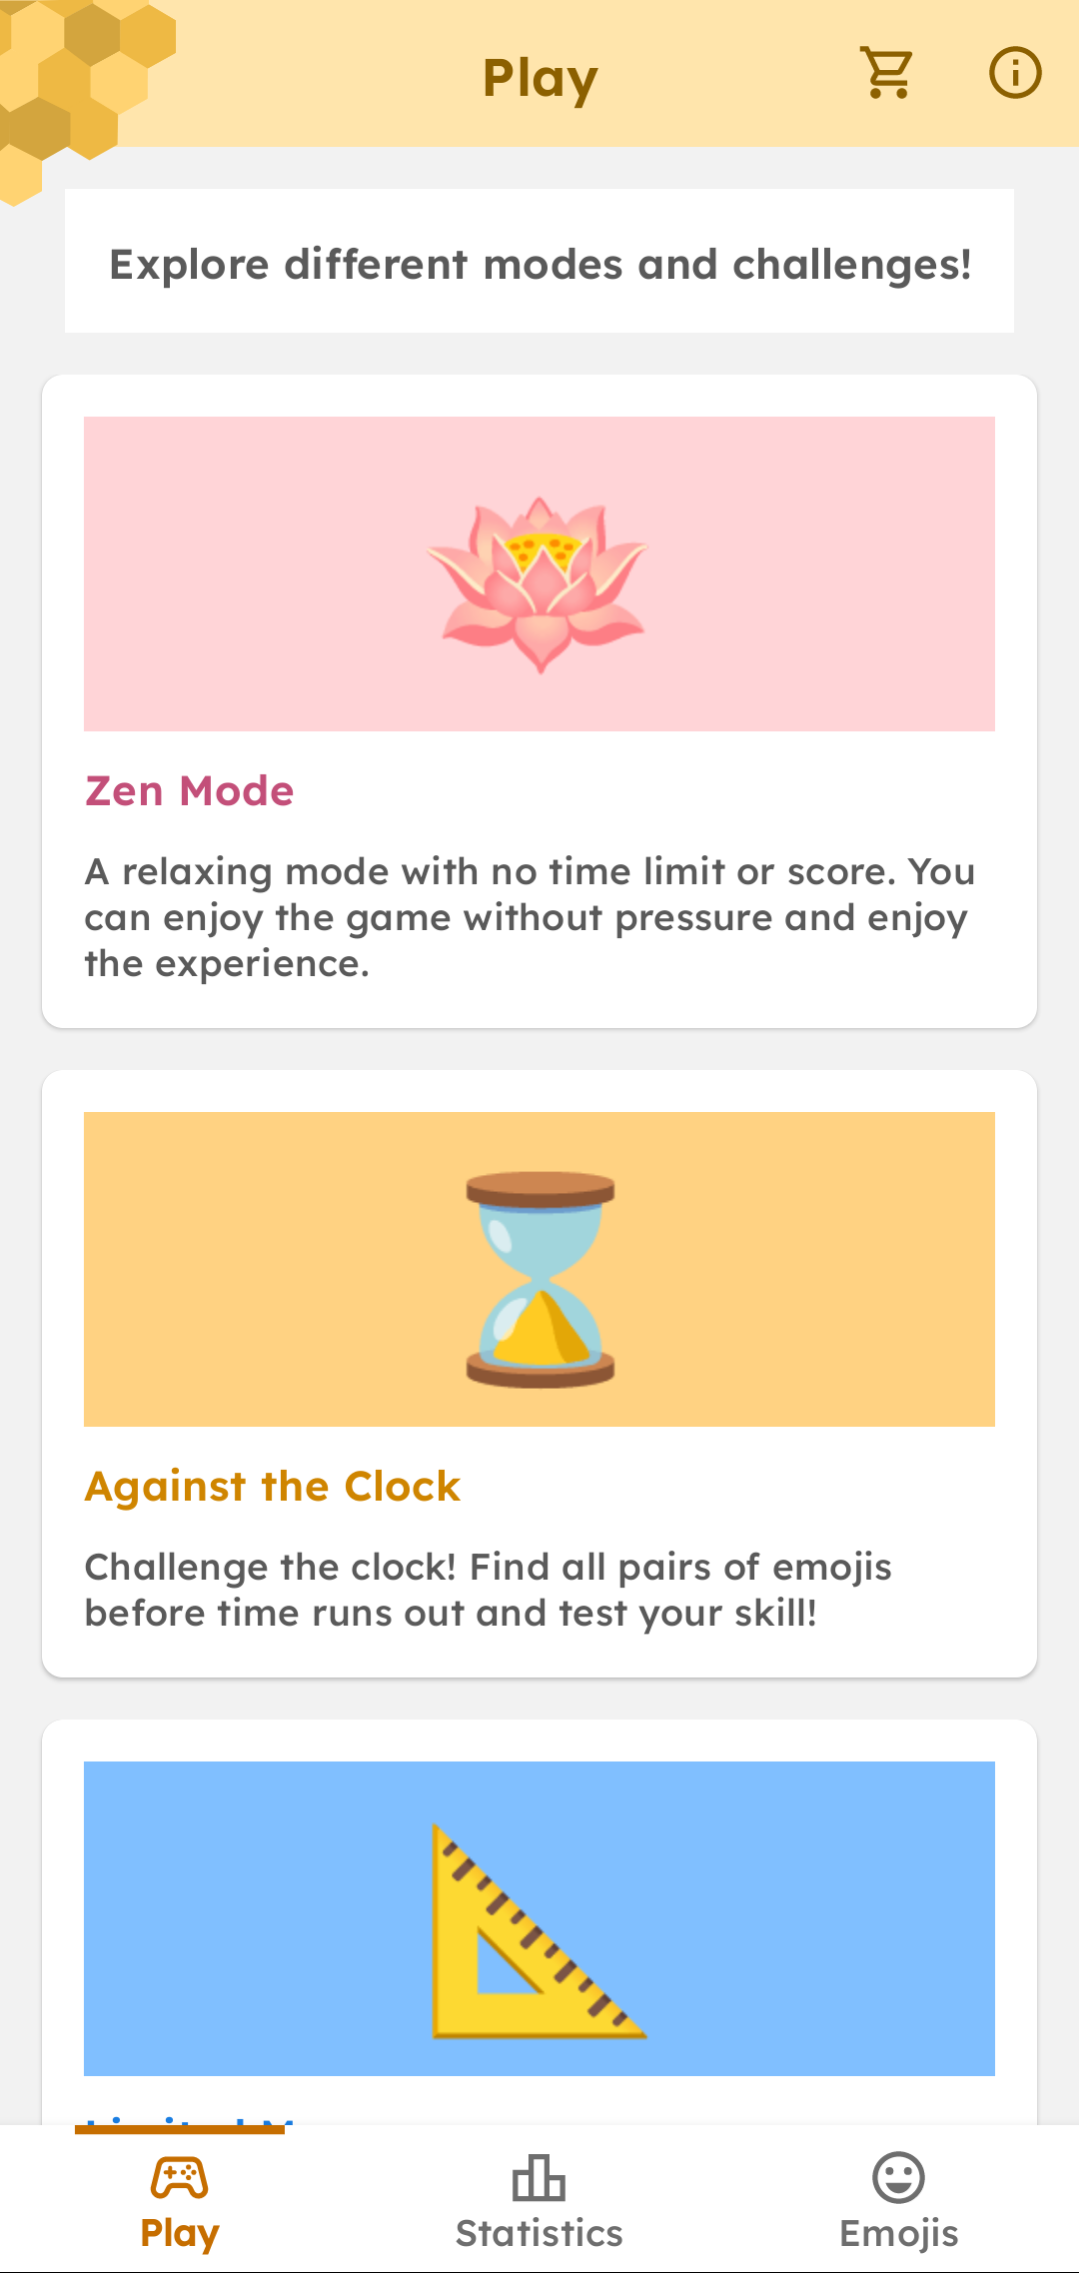 Play
Explore different modes and challenges!
Zen Mode
A relaxing mode with no time limit or score. You
can enjoy the game without pressure and enjoy
the experience.
Against the Clock
Challenge the clock! Find all pairs of emojis
before time runs out and test your skill!
Play
Statistics
Emojis